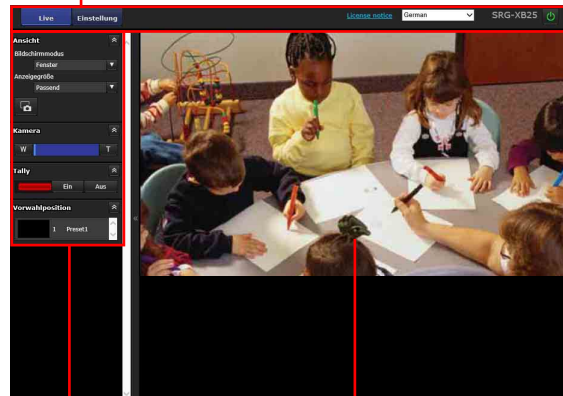 Live Einstellung License notice German SRG-XB25
Ansicht
Bildschirmmodus
Fenster
Anzeigegröße
Passend
Kamera
W T
Tally
Ein Aus
Vorwahlposition
1 Preset1